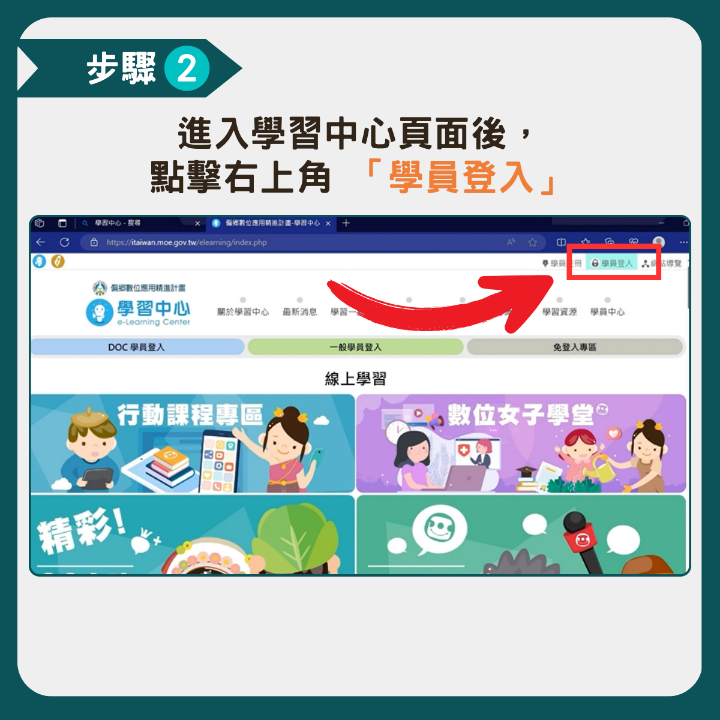 步驟 2
進入學習中心頁面後，
點擊右上角 「學員登入」
學習中心 - 搜尋
偏鄉數位應用精進計畫-學習中心
https://itaiwan.moe.gov.tw/elearning/index.php
學員 冊 學員登入 網站導覽
偏鄉數位應用精進計畫
學習中心
e-Learning Center
關於學習中心 最新消息 學習一 學習資源 學員中心
DOC 學員登入 一般學員登入 免登入專區
線上學習
行動課程專區 數位女子學堂
精彩!